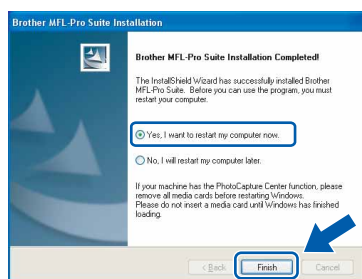 Brother MFL-Pro Suite Installation
Brother MFL-Pro Suite Installation Completed!
The InstallShield Wizard has successfully installed Brother
MFL-Pro Suite. Before you can use the program, you must
restart your computer.
Yes, I want to restart my computer now.
No, I will restart my computer later.
If your machine has the PhotoCapture Center function, please
remove all media cards before restarting Windows.
Please do not insert a media card until Windows has finished
loading.
< Back
Finish
Cancel